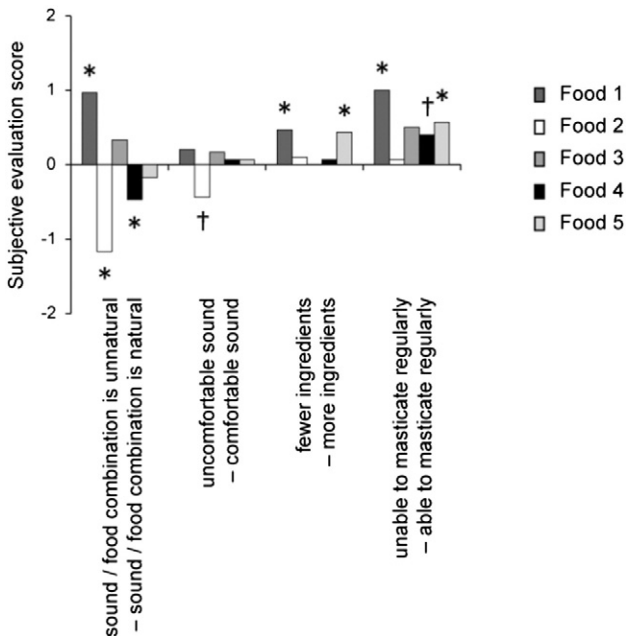 Subjective evaluation score
2
1
0
-1
-2
*
*
*
†
*
*
*
†
*
Food 1
Food 2
Food 3
Food 4
Food 5
sound / food combination is unnatural
– sound / food combination is natural
uncomfortable sound
– comfortable sound
fewer ingredients
– more ingredients
unable to masticate regularly
– able to masticate regularly